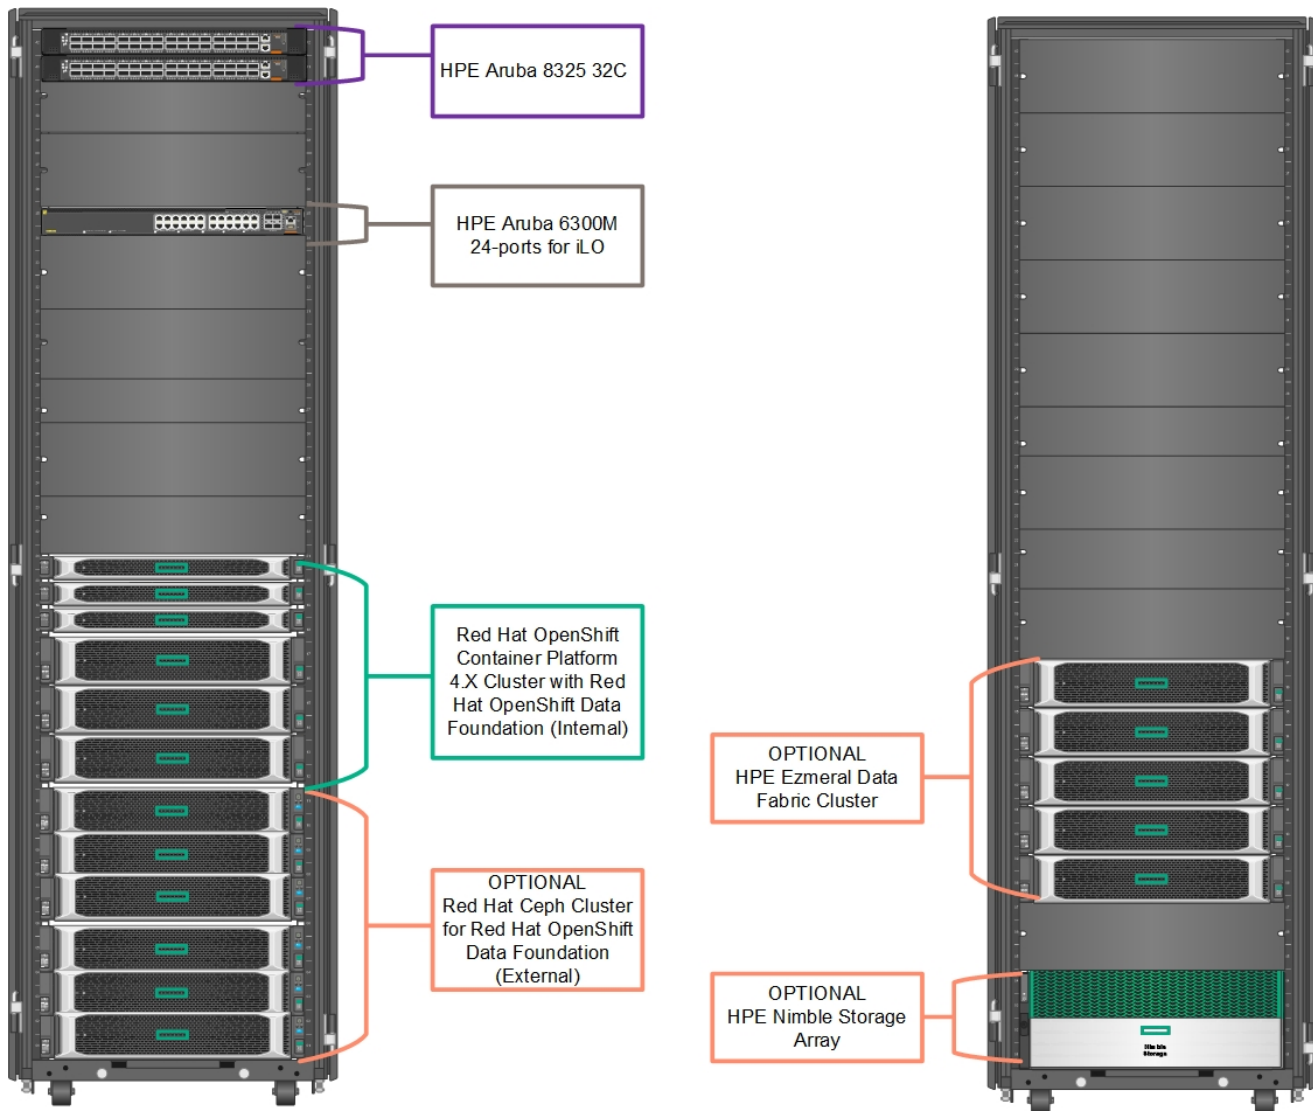 HPE Aruba 8325 32C
HPE Aruba 6300M
24-ports for iLO
Red Hat OpenShift
Container Platform
4.X Cluster with Red
Hat OpenShift Data
Foundation (Internal)
OPTIONAL
HPE Ezmeral Data
Fabric Cluster
OPTIONAL
Red Hat Ceph Cluster
for Red Hat OpenShift
Data Foundation
(External)
OPTIONAL
HPE Nimble Storage
Array
Nimble
Storage